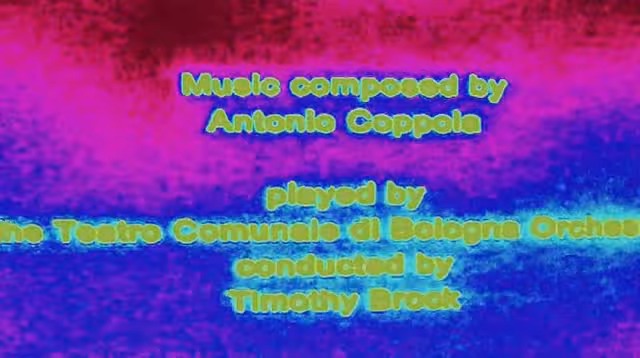 Music composed by
Antonio Coppola
played by
The Teatro Comunale di Bologna Orches
conducted by
Timothy Brock